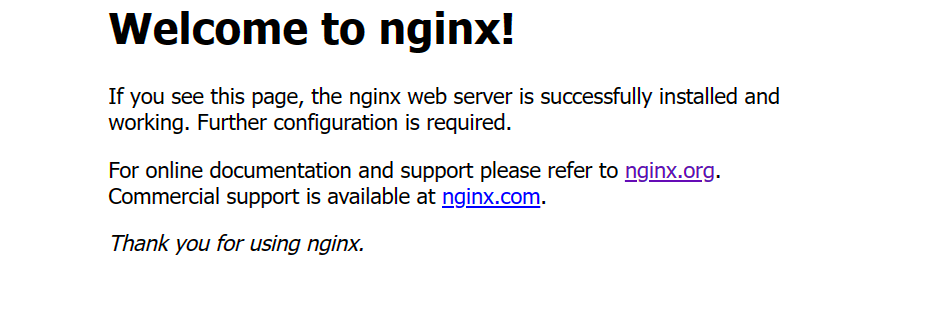 Welcome to nginx!
If you see this page, the nginx web server is successfully installed and
working. Further configuration is required.
For online documentation and support please refer to nginx.org.
Commercial support is available at nginx.com.
Thank you for using nginx.